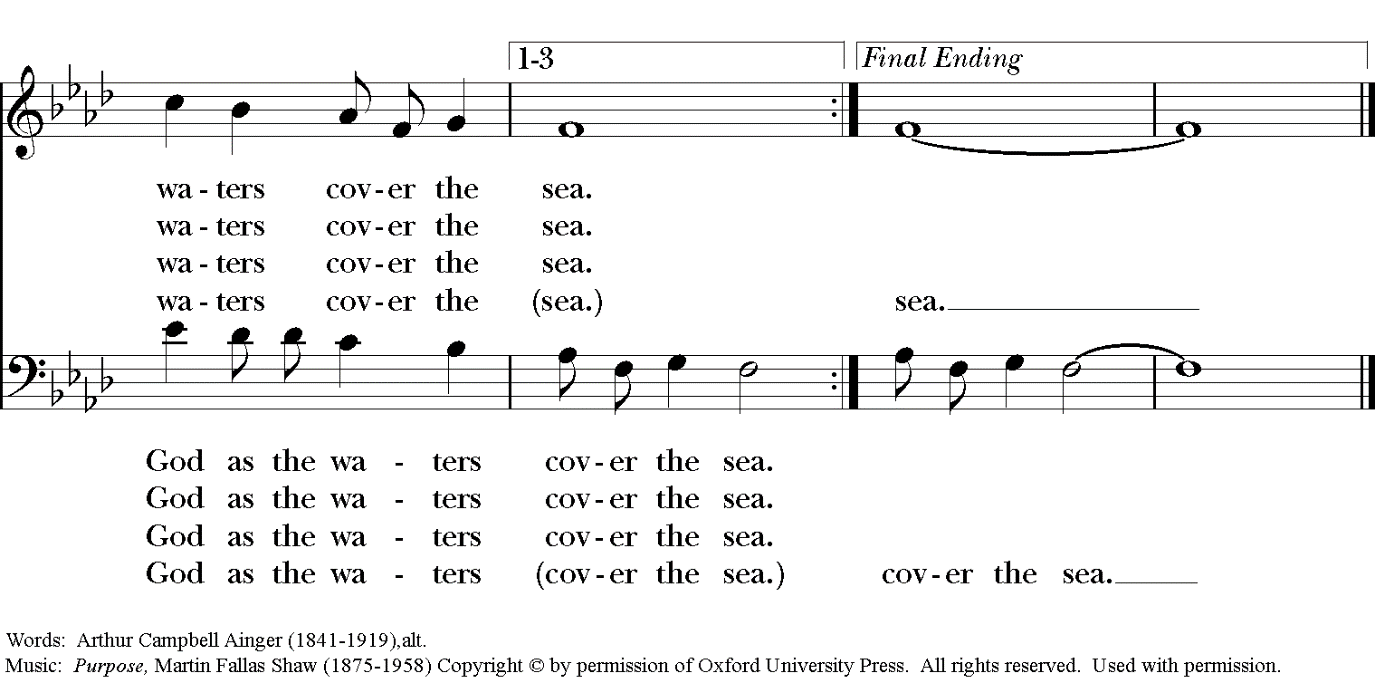 1-3 Final Ending
wa - ters cov - er the sea.
wa - ters cov - er the sea.
wa - ters cov - er the sea.
wa - ters cov - er the (sea.) sea.
God as the wa - ters cov - er the sea.
God as the wa - ters cov - er the sea.
God as the wa - ters cov - er the sea.
God as the wa - ters (cov - er the sea.) cov - er the sea.
Words: Arthur Campbell Ainger (1841-1919),alt.
Music: Purpose, Martin Fallas Shaw (1875-1958) Copyright © by permission of Oxford University Press. All rights reserved. Used with permission.